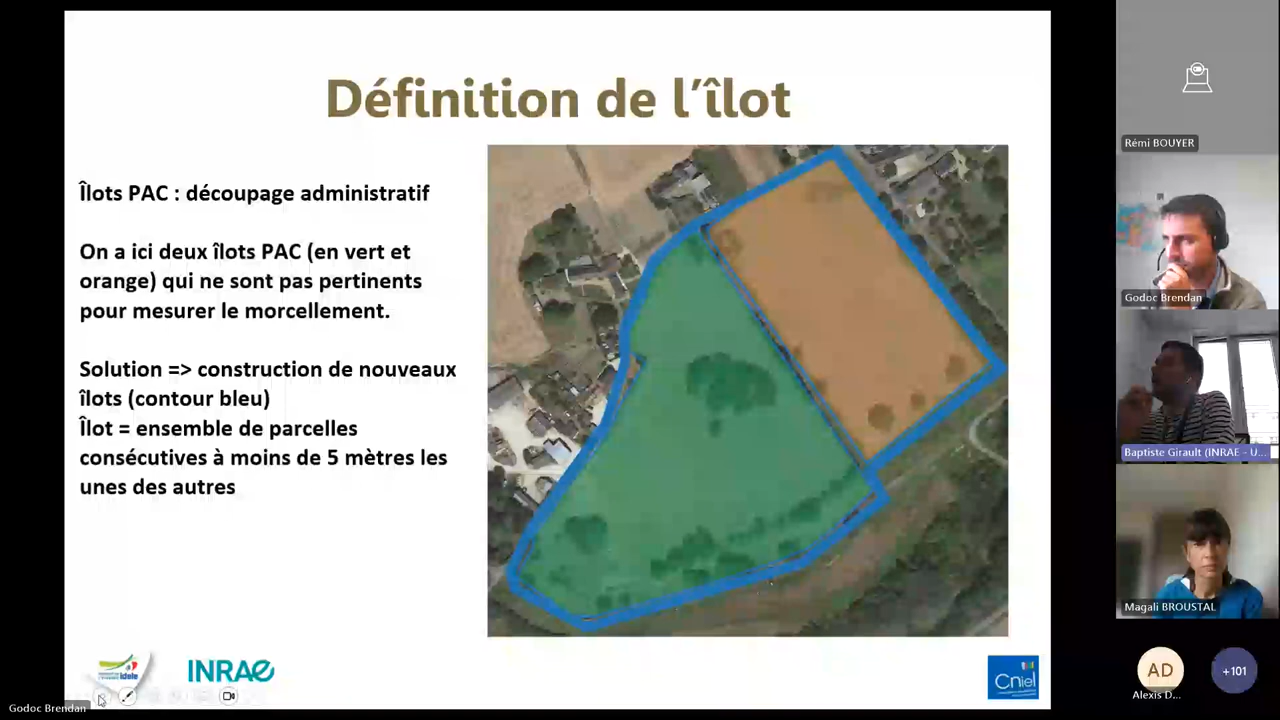 Définition de l'îlot
Îlots PAC : découpage administratif
On a ici deux îlots PAC (en vert et
orange) qui ne sont pas pertinents
pour mesurer le morcellement.
Solution => construction de nouveaux
îlots (contour bleu)
Îlot = ensemble de parcelles
consécutives à moins de 5 mètres les
unes des autres
idele
INRAE
Cniel
Godoc Brendan
Rémi BOUYER
Godoc Brendan
Baptiste Girault (INRAE - U...
Magali BROUSTAL
AD
Alexis D...
+101